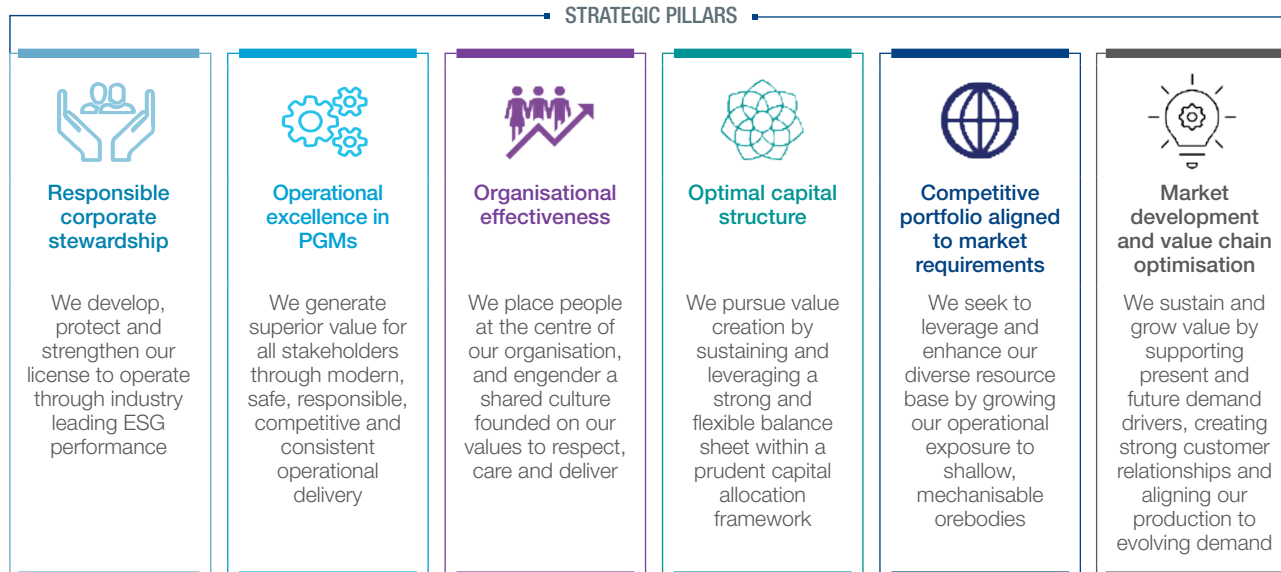 STRATEGIC PILLARS
Responsible
corporate
stewardship
We develop,
protect and
strengthen our
license to operate
through industry
leading ESG
performance
Operational
excellence in
PGMs
We generate
superior value for
all stakeholders
through modern,
safe, responsible,
competitive and
consistent
operational
delivery
Organisational
effectiveness
We place people
at the centre of
our organisation,
and engender a
shared culture
founded on our
values to respect,
care and deliver
Optimal capital
structure
We pursue value
creation by
sustaining and
leveraging a
strong and
flexible balance
sheet within a
prudent capital
allocation
framework
Competitive
portfolio aligned
to market
requirements
We seek to
leverage and
enhance our
diverse resource
base by growing
our operational
exposure to
shallow,
mechanisable
orebodies
Market
development
and value chain
optimisation
We sustain and
grow value by
supporting
present and
future demand
drivers, creating
strong customer
relationships and
aligning our
production to
evolving demand